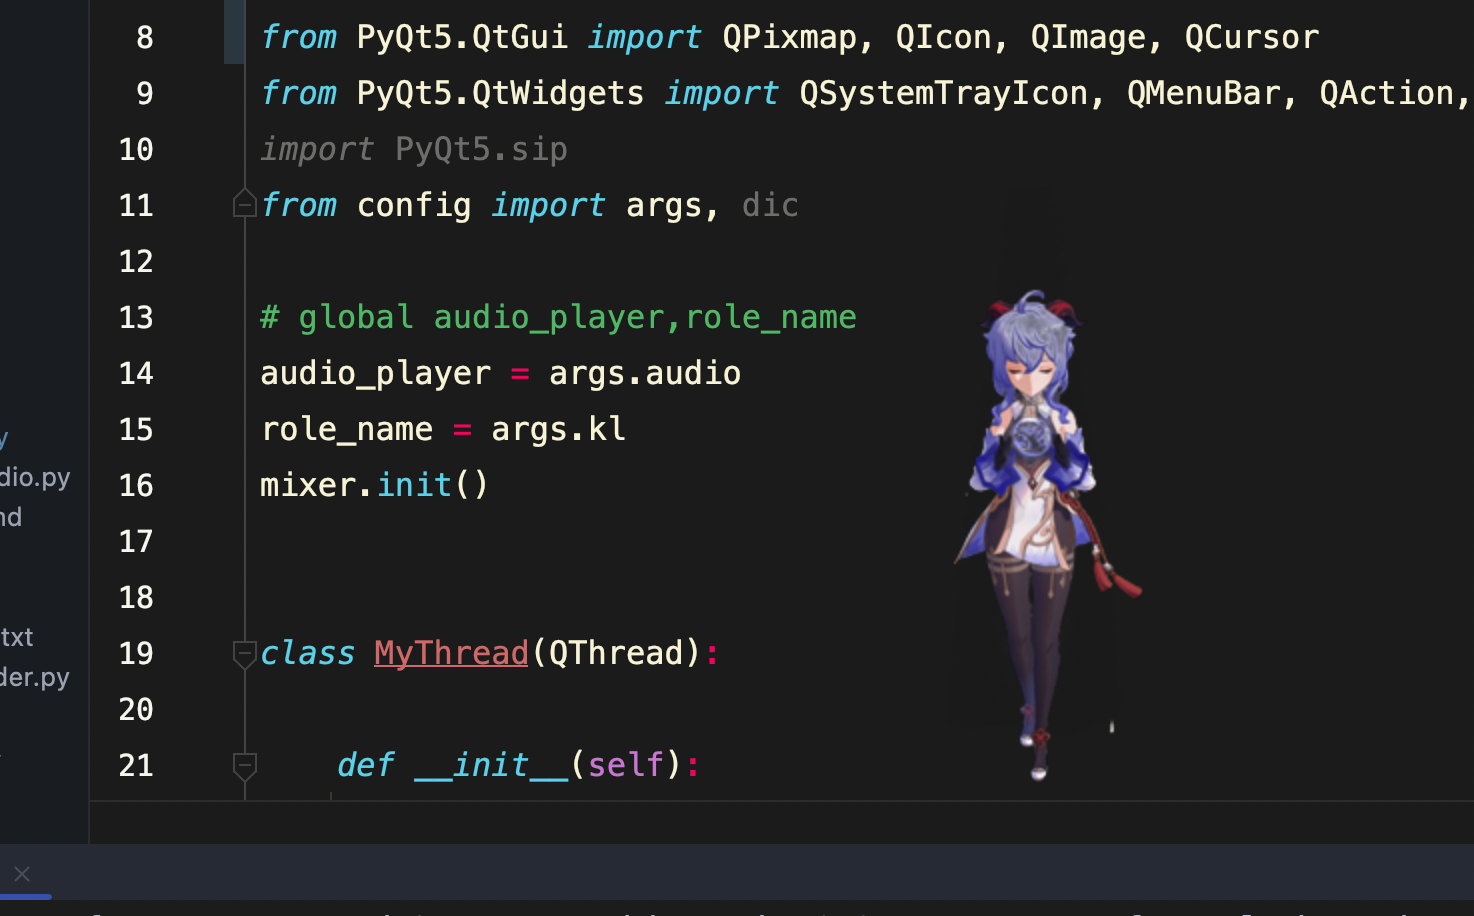 8 from PyQt5.QtGui import QPixmap, QIcon, QImage, QCursor
9 from PyQt5.QtWidgets import QSystemTrayIcon, QMenuBar, QAction,
10 import PyQt5.sip
11 from config import args, dic
12
13 # global audio_player,role_name
14 audio_player = args.audio
15 role_name = args.kl
16 mixer.init()
17
18
19 class MyThread(QThread):
20
21 def __init__(self):
y
dio.py
nd
txt
der.py